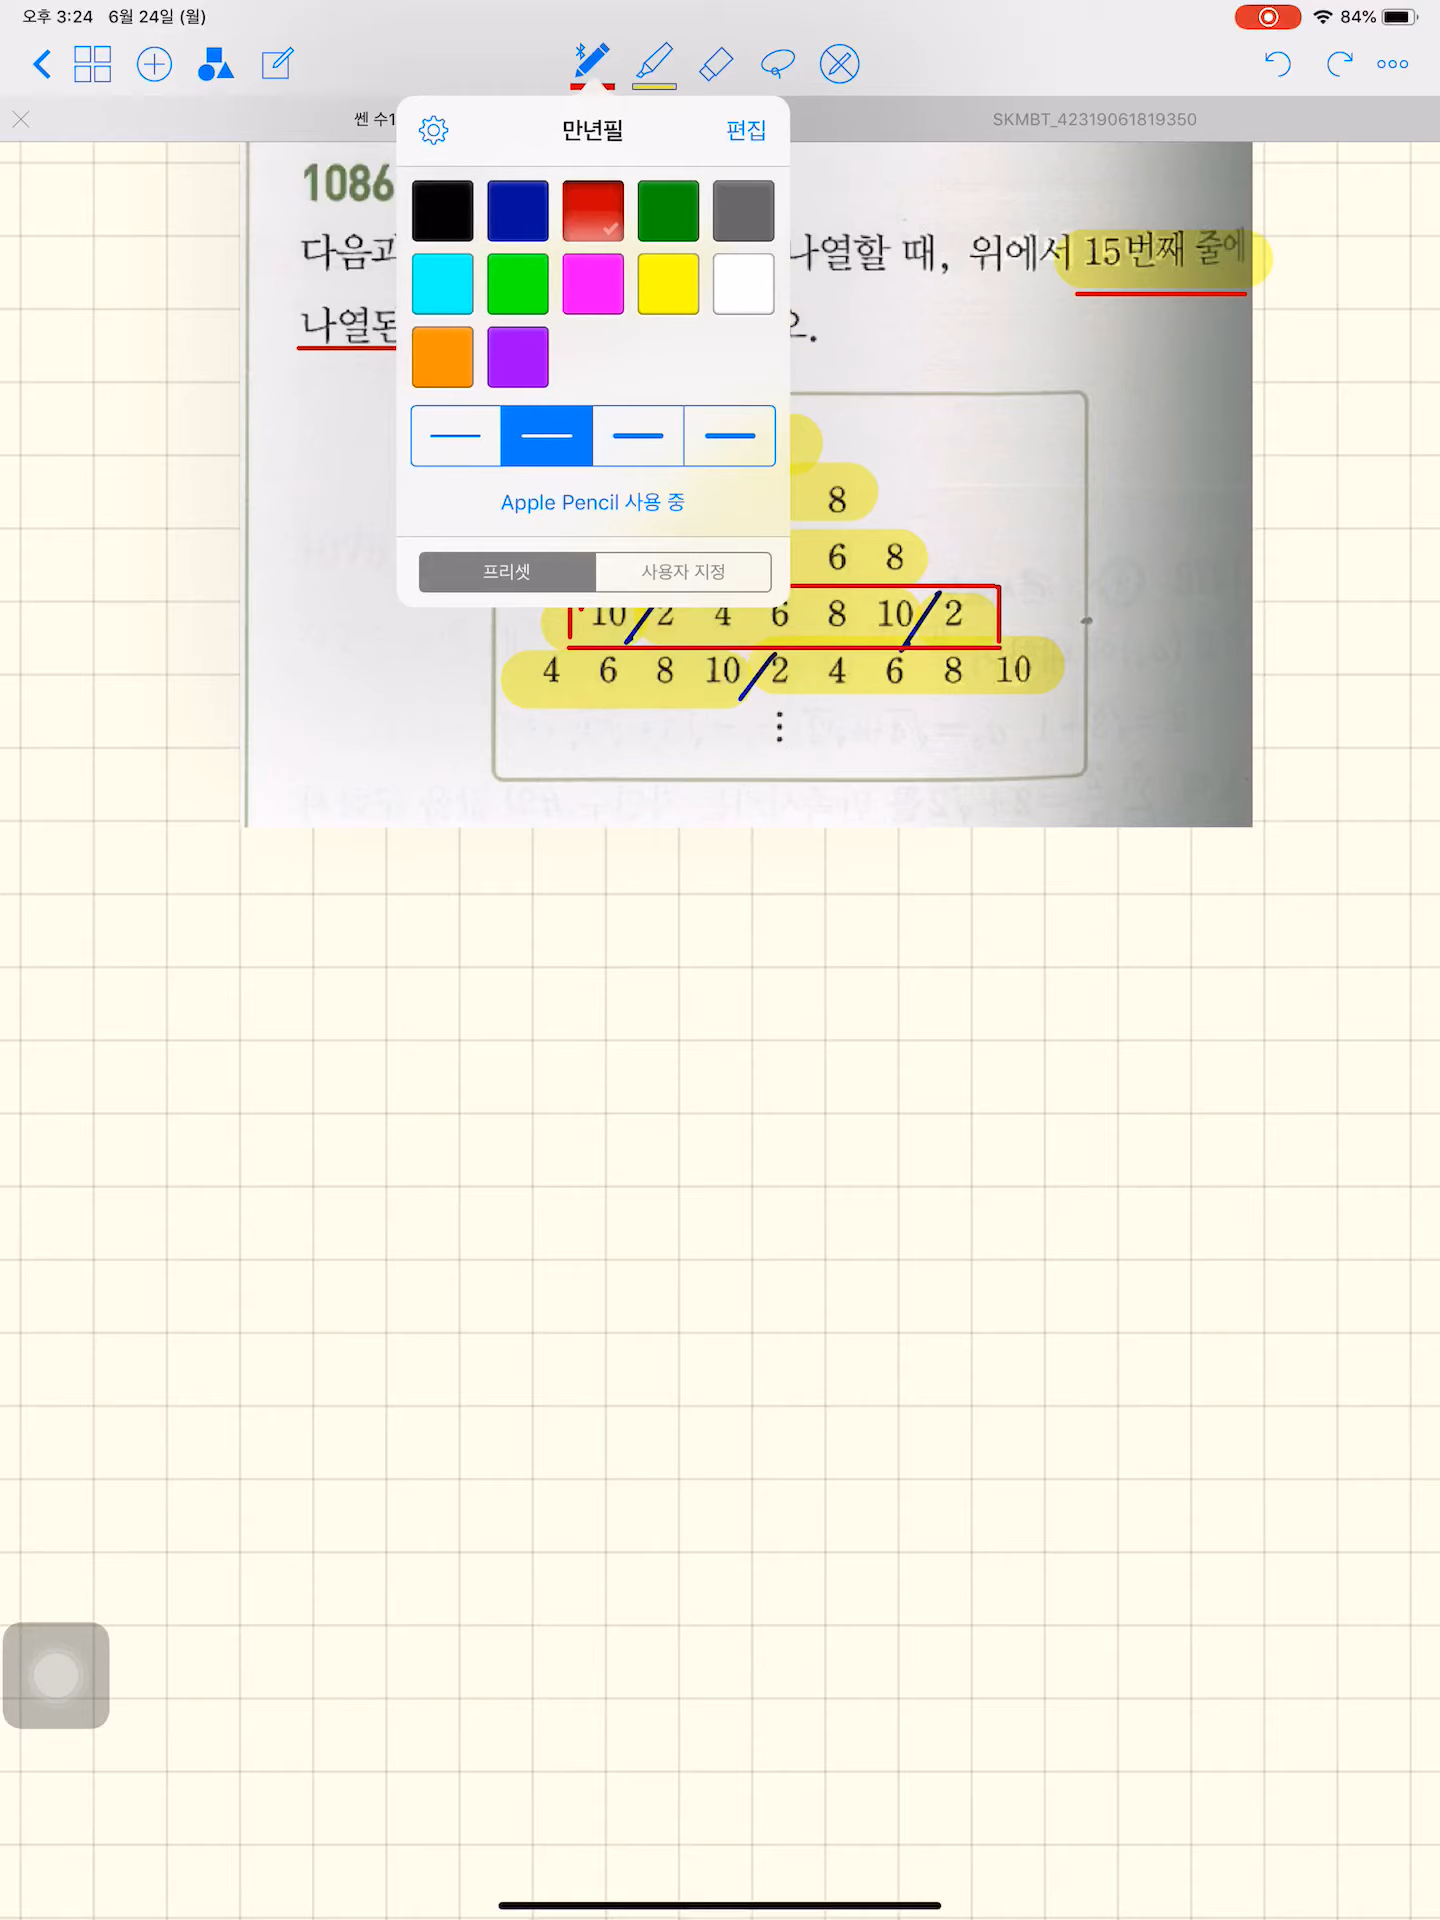 오후 3:24 6월 24일 (월) 84%
쎈 수1 SKMBT_42319061819350
만년필 편집
Apple Pencil 사용 중
프리셋 사용자 지정
1086
다음과 나열할 때, 위에서 15번째 줄에
나열된 오.
8
6 8
10 2 4 6 8 10 2
4 6 8 10 2 4 6 8 10
⋮